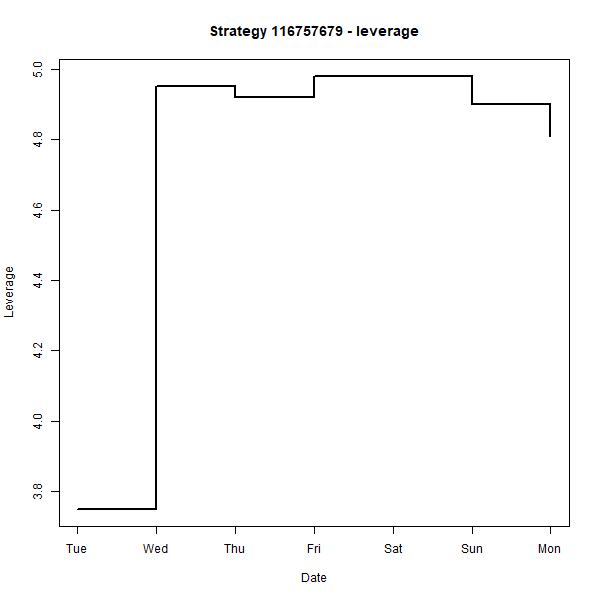 Strategy 116757679 - leverage
Leverage
5.0
4.8
4.6
4.4
4.2
4.0
3.8
Tue Wed Thu Fri Sat Sun Mon
Date